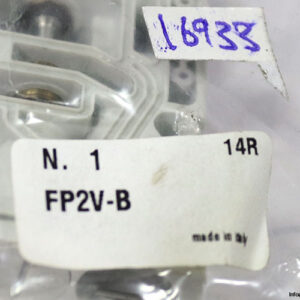 16933
N. 1 14R
FP2V-B
made in Italy